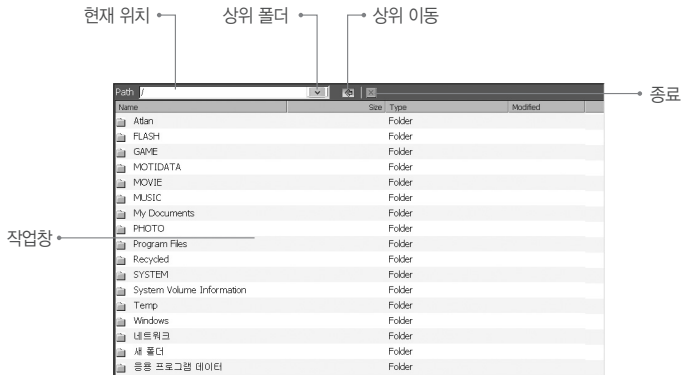 현재 위치 상위 폴더 상위 이동
Path / 종료
Name Size Type Modified
Atlan Folder
FLASH Folder
GAME Folder
MOTIDATA Folder
MOVIE Folder
MUSIC Folder
My Documents Folder
PHOTO Folder
작업창
Program Files Folder
Recycled Folder
SYSTEM Folder
System Volume Information Folder
Temp Folder
Windows Folder
네트워크 Folder
새 폴더 Folder
응용 프로그램 데이터 Folder